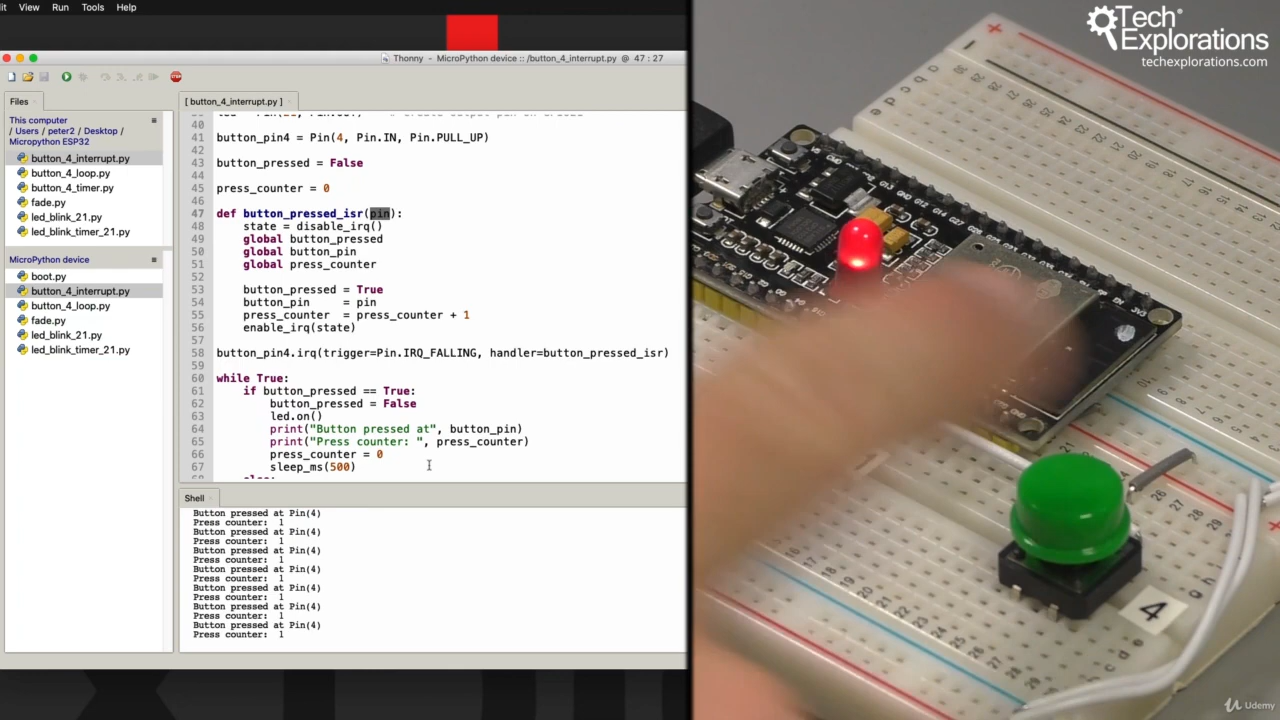 it View Run Tools Help
Thonny - MicroPython device :: /button_4_interrupt.py @ 47 : 27
Files
This computer
/ Users / peter2 / Desktop /
Micropython ESP32
button_4_interrupt.py
button_4_loop.py
button_4_timer.py
fade.py
led_blink_21.py
led_blink_timer_21.py
MicroPython device
boot.py
button_4_interrupt.py
button_4_loop.py
fade.py
led_blink_21.py
led_blink_timer_21.py
[ button_4_interrupt.py ]
40
41 button_pin4 = Pin(4, Pin.IN, Pin.PULL_UP)
42
43 button_pressed = False
44
45 press_counter = 0
46
47 def button_pressed_isr(pin):
48 state = disable_irq()
49 global button_pressed
50 global button_pin
51 global press_counter
52
53 button_pressed = True
54 button_pin = pin
55 press_counter = press_counter + 1
56 enable_irq(state)
57
58 button_pin4.irq(trigger=Pin.IRQ_FALLING, handler=button_pressed_isr)
59
60 while True:
61 if button_pressed == True:
62 button_pressed = False
63 led.on()
64 print("Button pressed at", button_pin)
65 print("Press counter: ", press_counter)
66 press_counter = 0
67 sleep_ms(500)
Shell
Button pressed at Pin(4)
Press counter: 1
Button pressed at Pin(4)
Press counter: 1
Button pressed at Pin(4)
Press counter: 1
Button pressed at Pin(4)
Press counter: 1
Button pressed at Pin(4)
Press counter: 1
Button pressed at Pin(4)
Press counter: 1
Button pressed at Pin(4)
Press counter: 1
Tech®
Explorations
techexplorations.com
3V3
4
Udemy